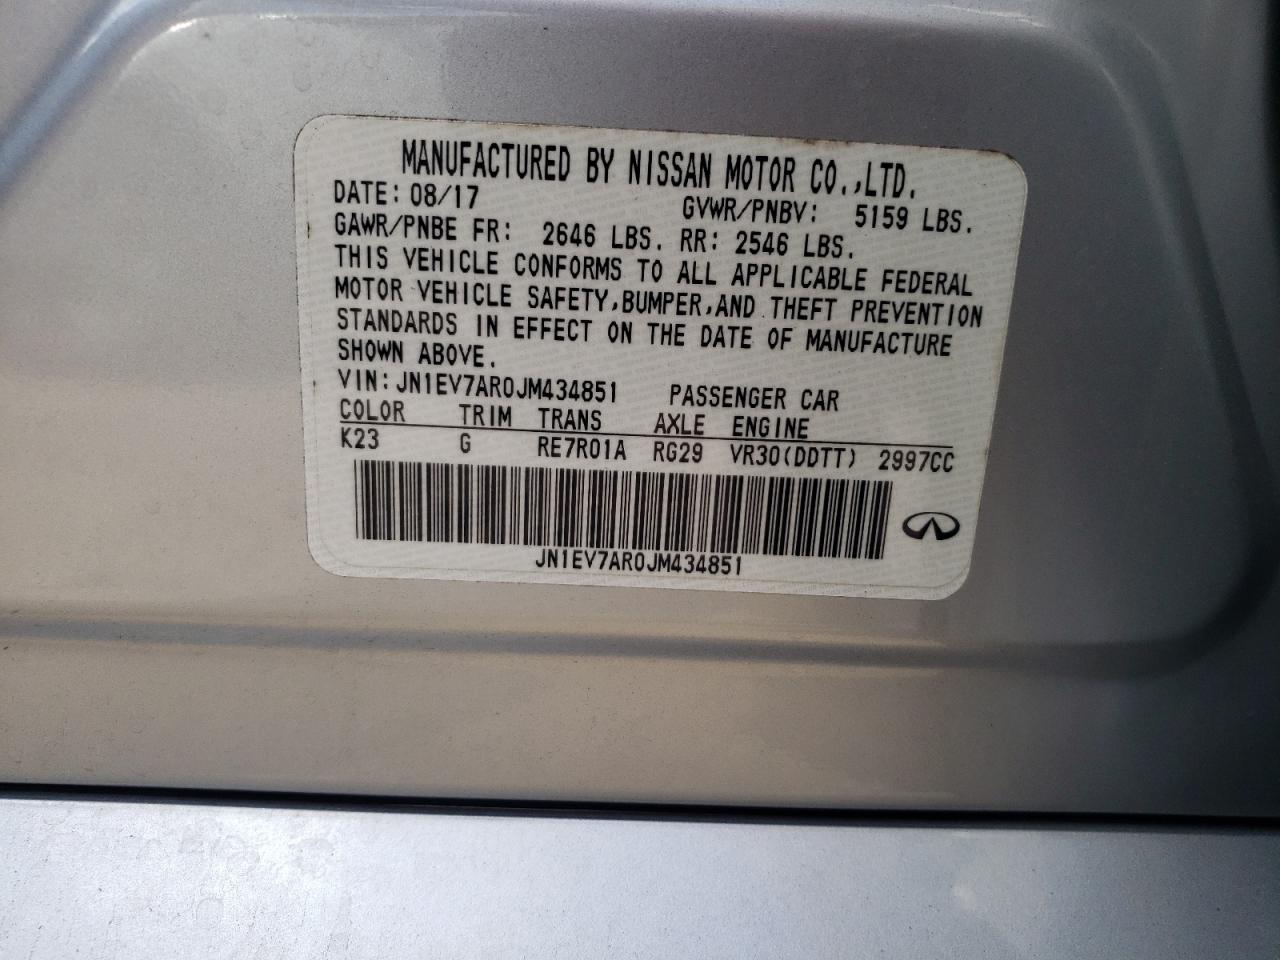 MANUFACTURED BY NISSAN MOTOR CO.,LTD.
DATE: 08/17 GVWR/PNBV: 5159 LBS.
GAWR/PNBE FR: 2646 LBS. RR: 2546 LBS.
THIS VEHICLE CONFORMS TO ALL APPLICABLE FEDERAL
MOTOR VEHICLE SAFETY,BUMPER,AND THEFT PREVENTION
STANDARDS IN EFFECT ON THE DATE OF MANUFACTURE
SHOWN ABOVE.
VIN: JN1EV7AR0JM434851 PASSENGER CAR
COLOR TRIM TRANS AXLE ENGINE
K23 G RE7R01A RG29 VR30(DDTT) 2997CC
JN1EV7AR0JM434851